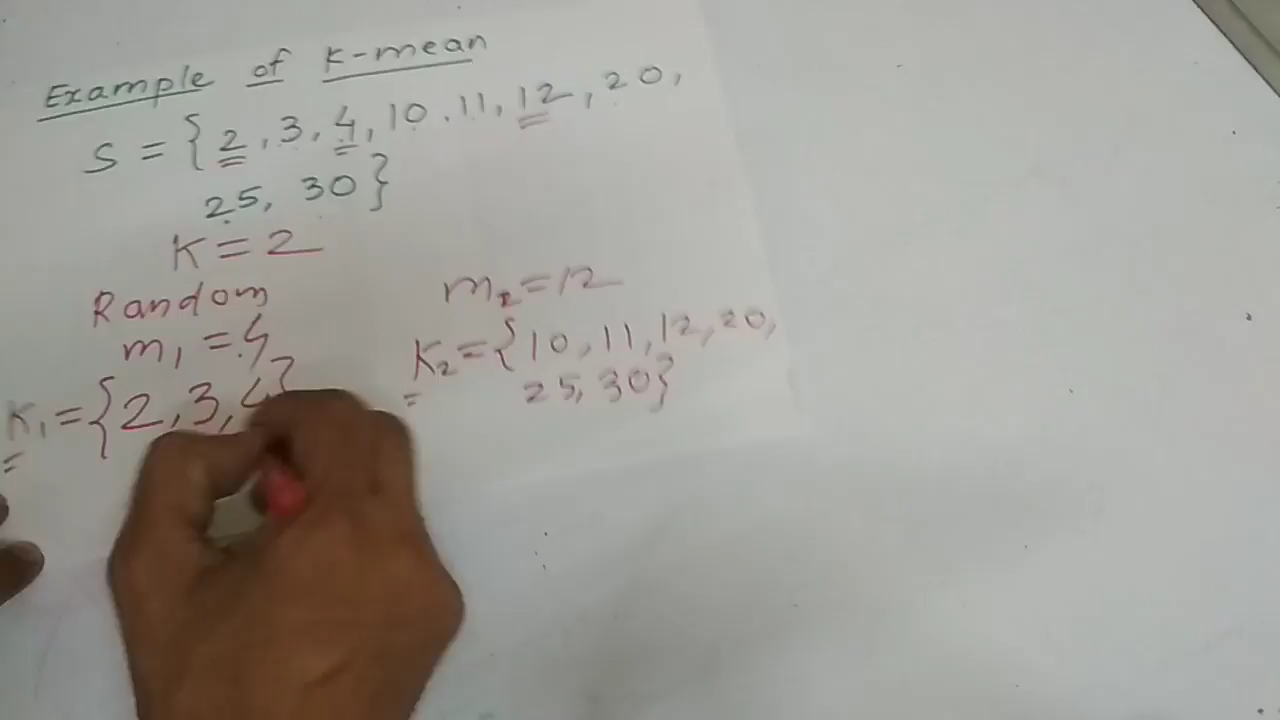 Example of K-mean
S = {2, 3, 4, 10, 11, 12, 20,
25, 30}
K = 2
Random
m₁ = 4
K₁ = {2, 3, 4}
m₂ = 12
K₂ = {10, 11, 12, 20,
25, 30}